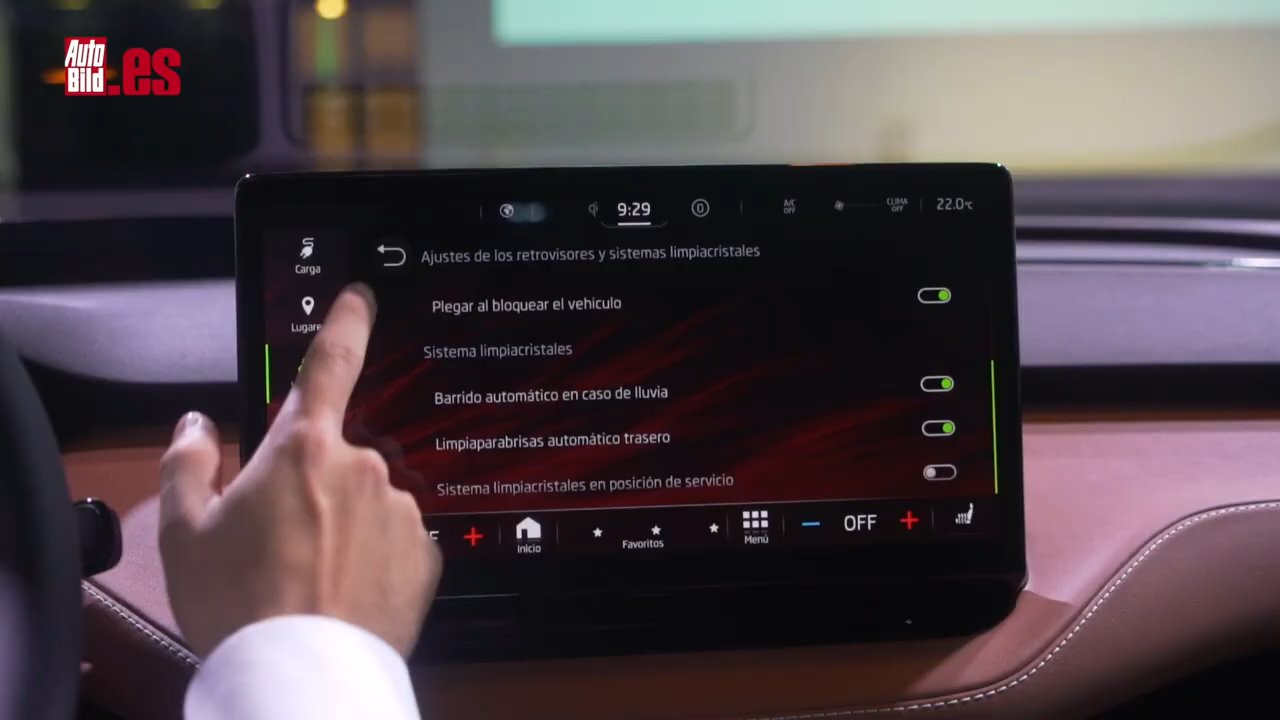 Auto
Bild
.es
9:29
A/C
OFF
CLIMA
OFF
22.0°C
Carga
Ajustes de los retrovisores y sistemas limpiacristales
Plegar al bloquear el vehículo
Lugare
Sistema limpiacristales
Barrido automático en caso de lluvia
Limpiaparabrisas automático trasero
Sistema limpiacristales en posición de servicio
Inicio
Favoritos
Menú
OFF